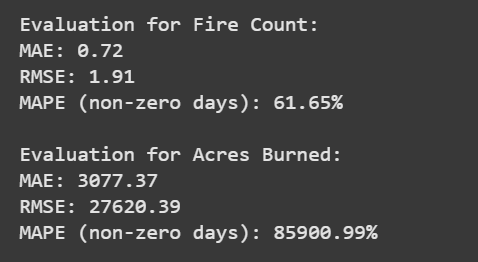 Evaluation for Fire Count:
MAE: 0.72
RMSE: 1.91
MAPE (non-zero days): 61.65%
Evaluation for Acres Burned:
MAE: 3077.37
RMSE: 27620.39
MAPE (non-zero days): 85900.99%